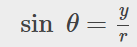 sin θ = y/r